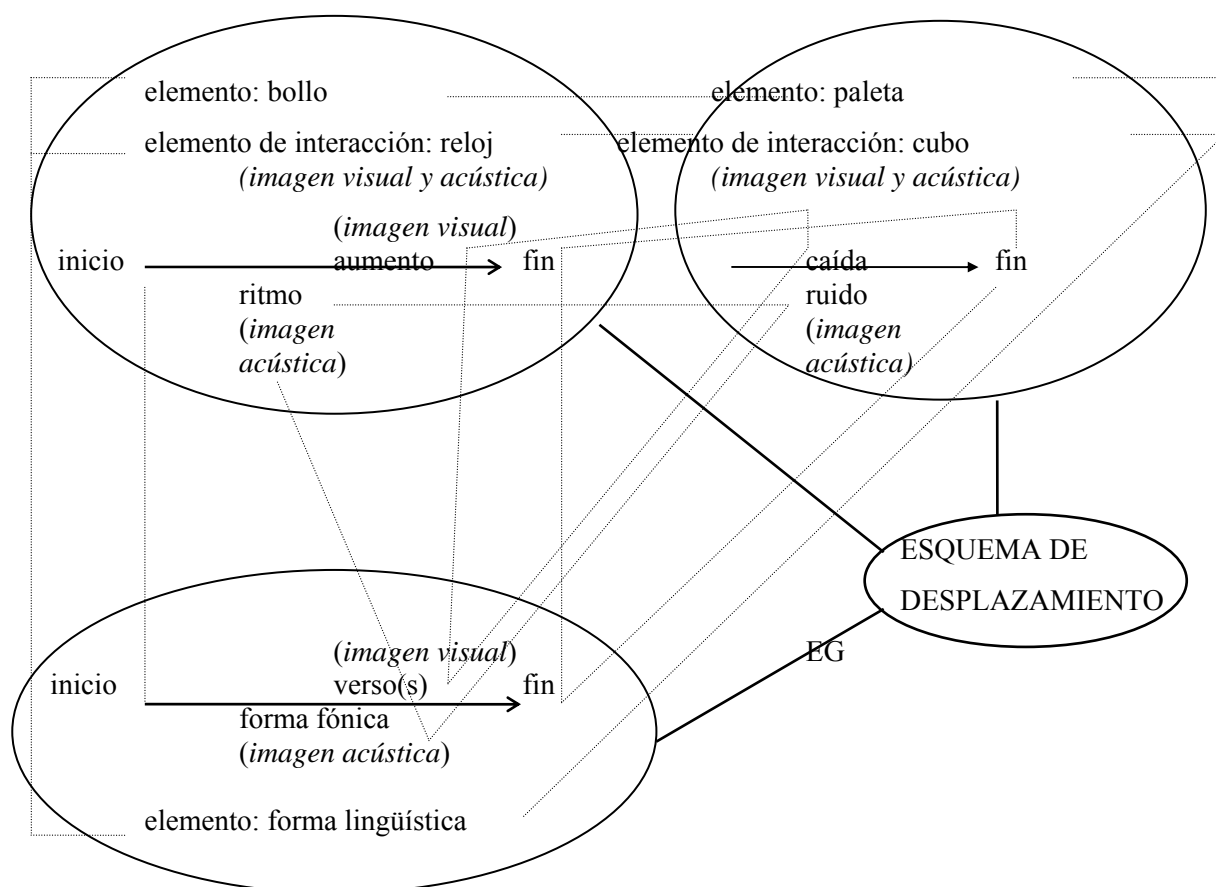 elemento: bollo
elemento de interacción: reloj
(imagen visual y acústica)
(imagen visual)
inicio
aumento
fin
ritmo
(imagen
acústica)
elemento: paleta
elemento de interacción: cubo
(imagen visual y acústica)
caída
fin
ruido
(imagen
acústica)
ESQUEMA DE
DESPLAZAMIENTO
EG
(imagen visual)
inicio
verso(s)
fin
forma fónica
(imagen acústica)
elemento: forma lingüística